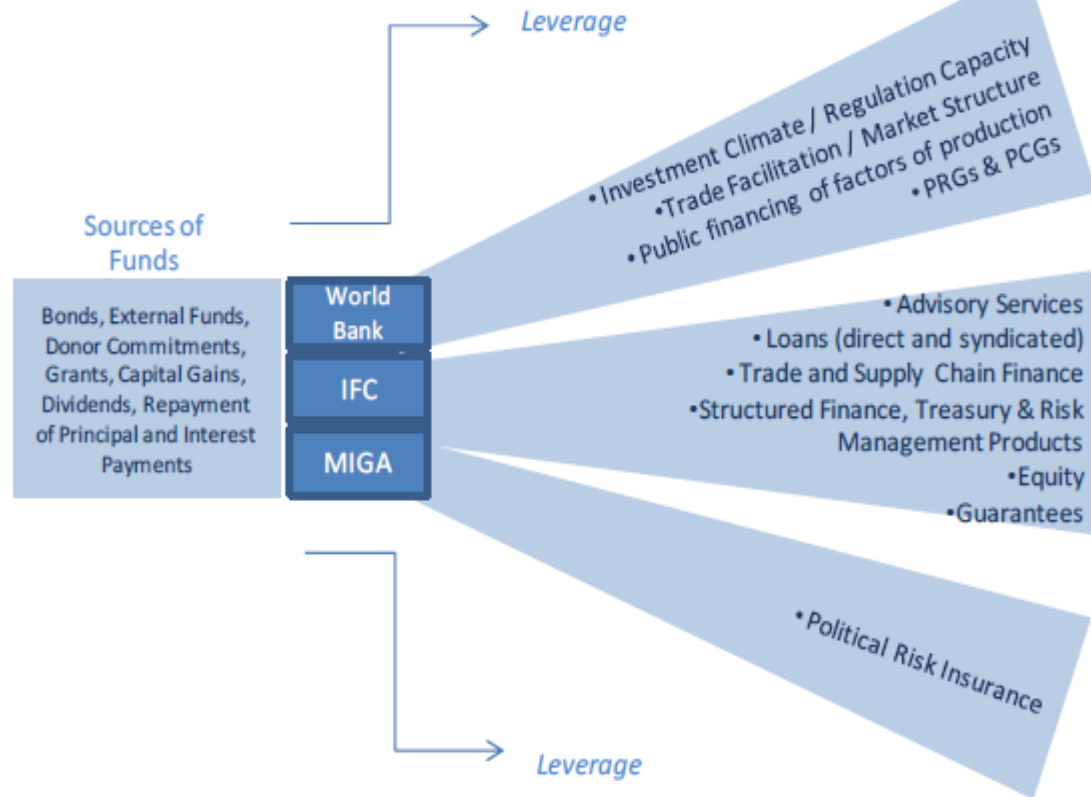 Leverage
• Investment Climate / Regulation Capacity
•Trade Facilitation / Market Structure
• Public financing of factors of production
• PRGs & PCGs
Sources of
Funds
Bonds, External Funds,
Donor Commitments,
Grants, Capital Gains,
Dividends, Repayment
of Principal and Interest
Payments
World
Bank
IFC
MIGA
• Advisory Services
• Loans (direct and syndicated)
• Trade and Supply Chain Finance
•Structured Finance, Treasury & Risk
Management Products
•Equity
•Guarantees
• Political Risk Insurance
Leverage